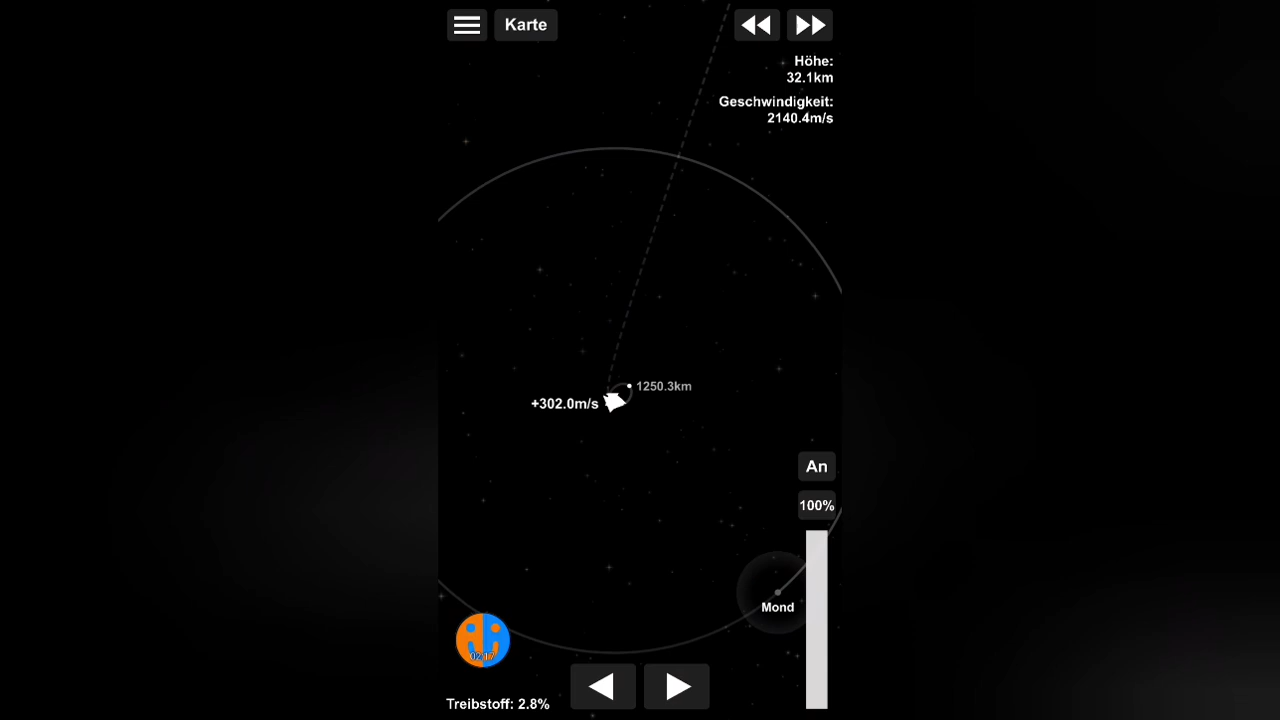 Karte
Höhe:
32.1km
Geschwindigkeit:
2140.4m/s
1250.3km
+302.0m/s
An
100%
Mond
Treibstoff: 2.8%